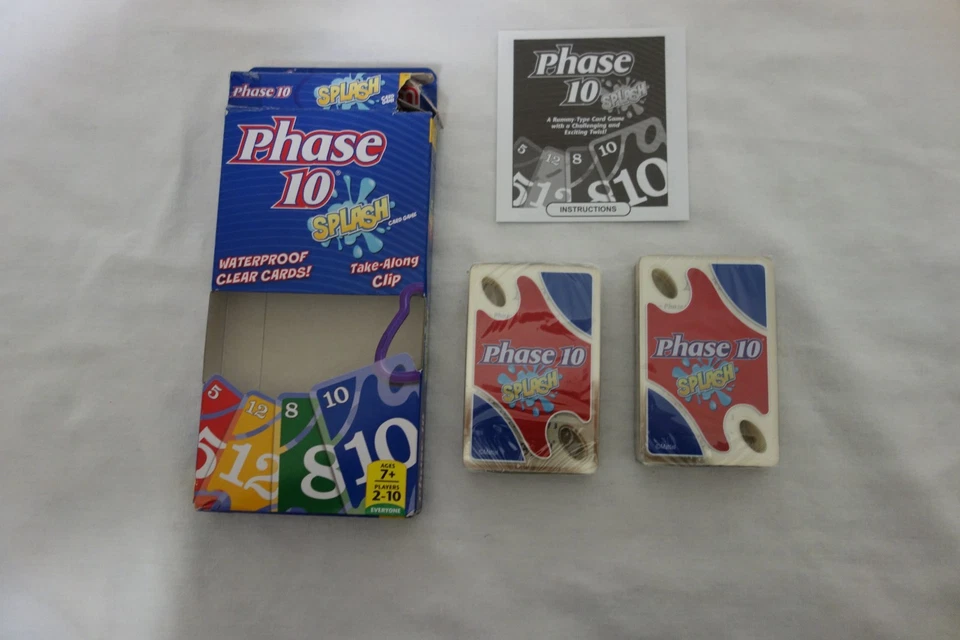 Phase 10
SPLASH
CARD GAME
Phase
10
SPLASH
CARD GAME
WATERPROOF
CLEAR CARDS!
Take-Along
Clip
5
12
8
10
5
12
8
10
AGES
7+
PLAYERS
2-10
EVERYONE
Phase
10
SPLASH
A Rummy-Type Card Game
with a Challenging and
Exciting Twist!
5
12
8
10
5
12
8
10
INSTRUCTIONS
Phase 10
SPLASH
Phase 10
SPLASH